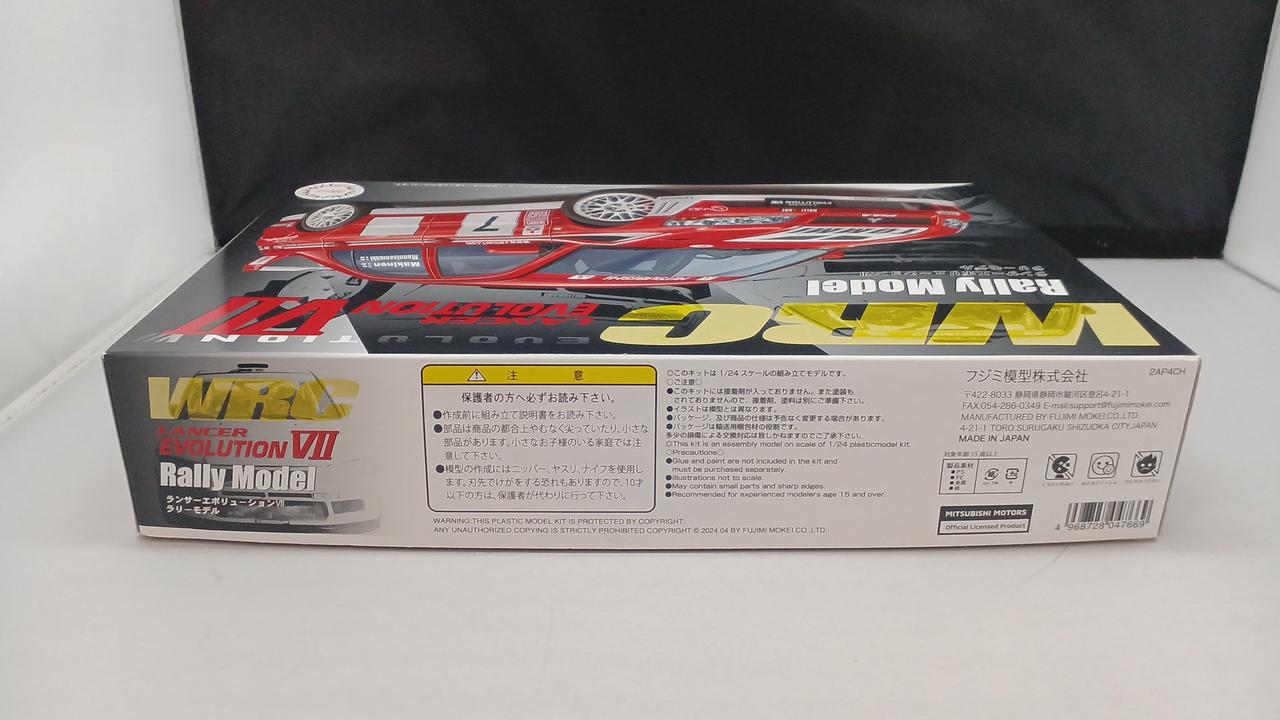 Rally Model
WRC
LANCER
EVOLUTION VII
7
Makinen
Mannisenmäki
WRC
LANCER
EVOLUTION VII
Rally Model
ランサーエボリューションVII
ラリーモデル
注 意
保護者の方へ必ずお読み下さい。
●作成前に組み立て説明書をお読み下さい。
●部品は商品の都合上やむなく尖っていたり、小さな
部品があります。小さなお子様のいる家庭では注
意して下さい。
●模型の作成にはニッパー、ヤスリ、ナイフを使用し
ます。刃先でけがする恐れもありますので、10才
以下の方は、保護者が代わりに行って下さい。
WARNING:THIS PLASTIC MODEL KIT IS PROTECTED BY COPYRIGHT.
ANY UNAUTHORIZED COPYING IS STRICTLY PROHIBITED COPYRIGHT © 2024.04 BY FUJIMI MOKEI CO.,LTD.
○このキットは 1/24 スケールの組み立てモデルです。
○ご注意○
●このキットには接着剤が入っておりません。また塗装も
されておりませんので、接着剤、塗料は別にご準備下さい。
●イラストは模型とは異なります。
●パッケージ、及び商品の仕様は予告なく変更する場合があります。
●パッケージは輸送用梱包材の役割です。
多少の損傷による交換対応は致しかねますのでご了承下さい。
○This kit is an assembly model on scale of 1/24 plasticmodel kit.
○Precautions○
●Glue and paint are not included in the kit and
must be purchased separately.
●Illustrations not to scale.
●May contain small parts and sharp edges.
●Recommended for experienced modelers age 15 and over.
フジミ模型株式会社
2AP4CH
〒422-8033 静岡県静岡市駿河区登呂4-21-1
FAX:054-286-0349 E-mail:support@fujimimokei.com
MANUFACTURED BY FUJIMI MOKEI.CO.,LTD.
4-21-1 TORO SURUGAKU SHIZUOKA CITY,JAPAN
MADE IN JAPAN
対象年齢 15 歳以上
製品素材
●PS
●PE
●金属
●紙
MITSUBISHI MOTORS
Official Licensed Product
4 968728 047669